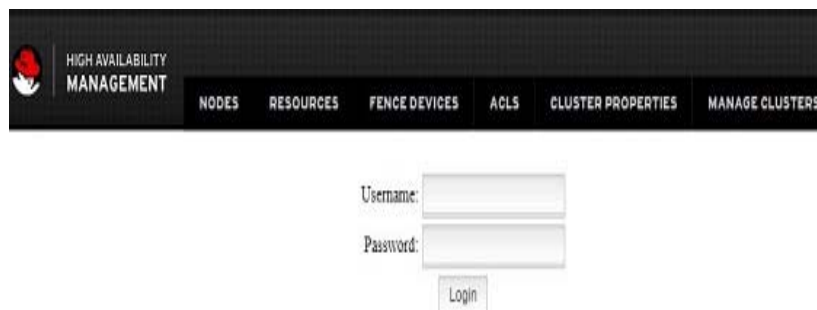 HIGH AVAILABILITY
MANAGEMENT
NODES RESOURCES FENCE DEVICES ACLS CLUSTER PROPERTIES MANAGE CLUSTERS
Username:
Password:
Login